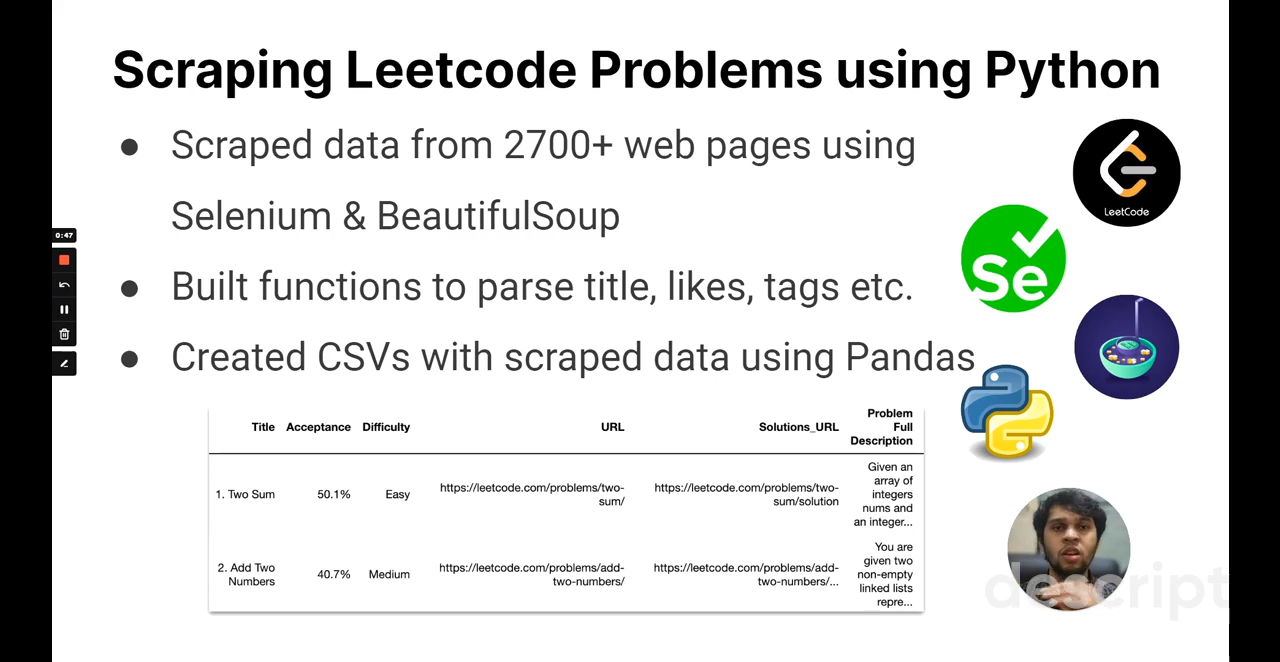 Scraping Leetcode Problems using Python
● Scraped data from 2700+ web pages using
Selenium & BeautifulSoup
● Built functions to parse title, likes, tags etc.
● Created CSVs with scraped data using Pandas
LeetCode
Se
0:47
Title Acceptance Difficulty URL Solutions_URL Problem
Full
Description
1. Two Sum 50.1% Easy https://leetcode.com/problems/two-
sum/ https://leetcode.com/problems/two-
sum/solution Given an
array of
integers
nums and
an integer...
2. Add Two
Numbers 40.7% Medium https://leetcode.com/problems/add-
two-numbers/ https://leetcode.com/problems/add-
two-numbers/... You are
given two
non-empty
linked lists
repre...
descript